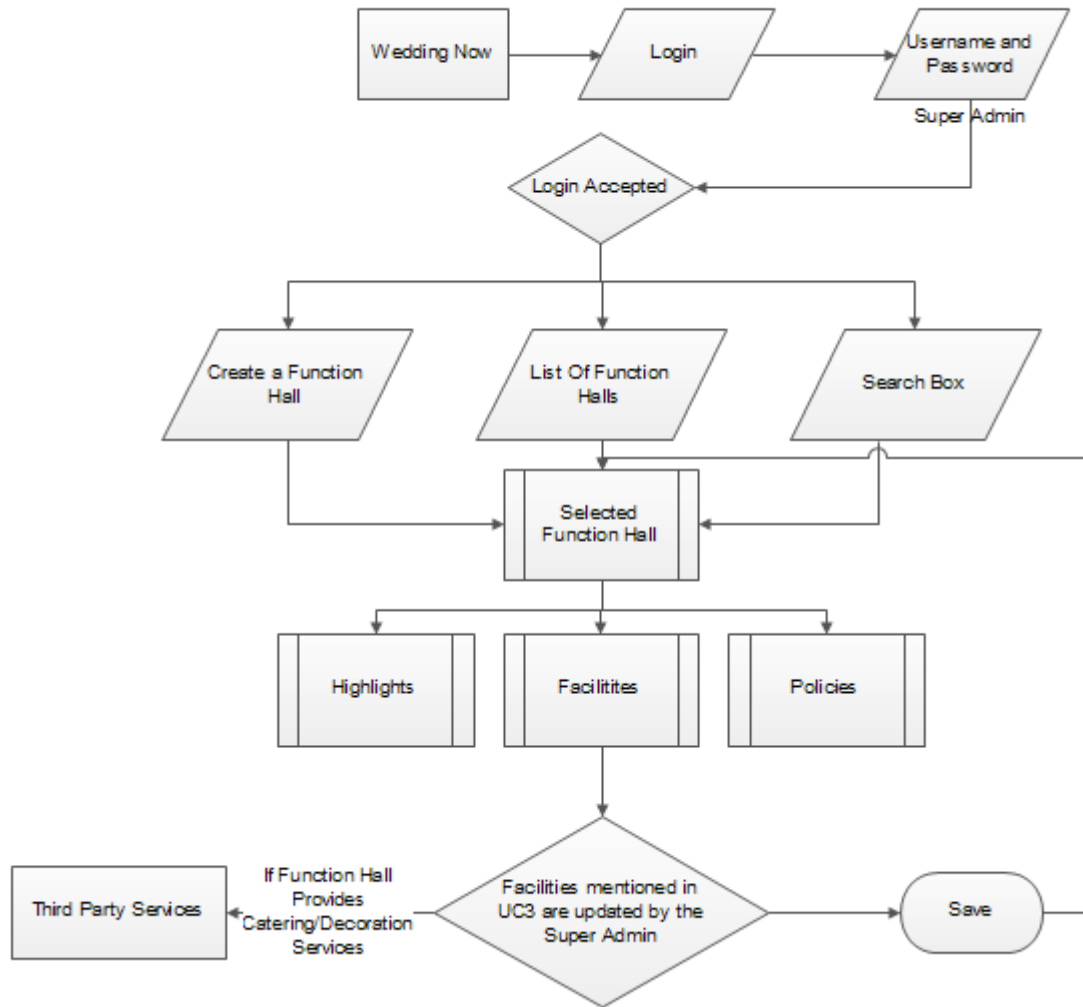 Wedding Now
Login
Username and
Password
Super Admin
Login Accepted
Create a Function
Hall
List Of Function
Halls
Search Box
Selected
Function Hall
Highlights
Facilitites
Policies
Third Party Services
If Function Hall
Provides
Catering/Decoration
Services
Facilities mentioned in
UC3 are updated by the
Super Admin
Save